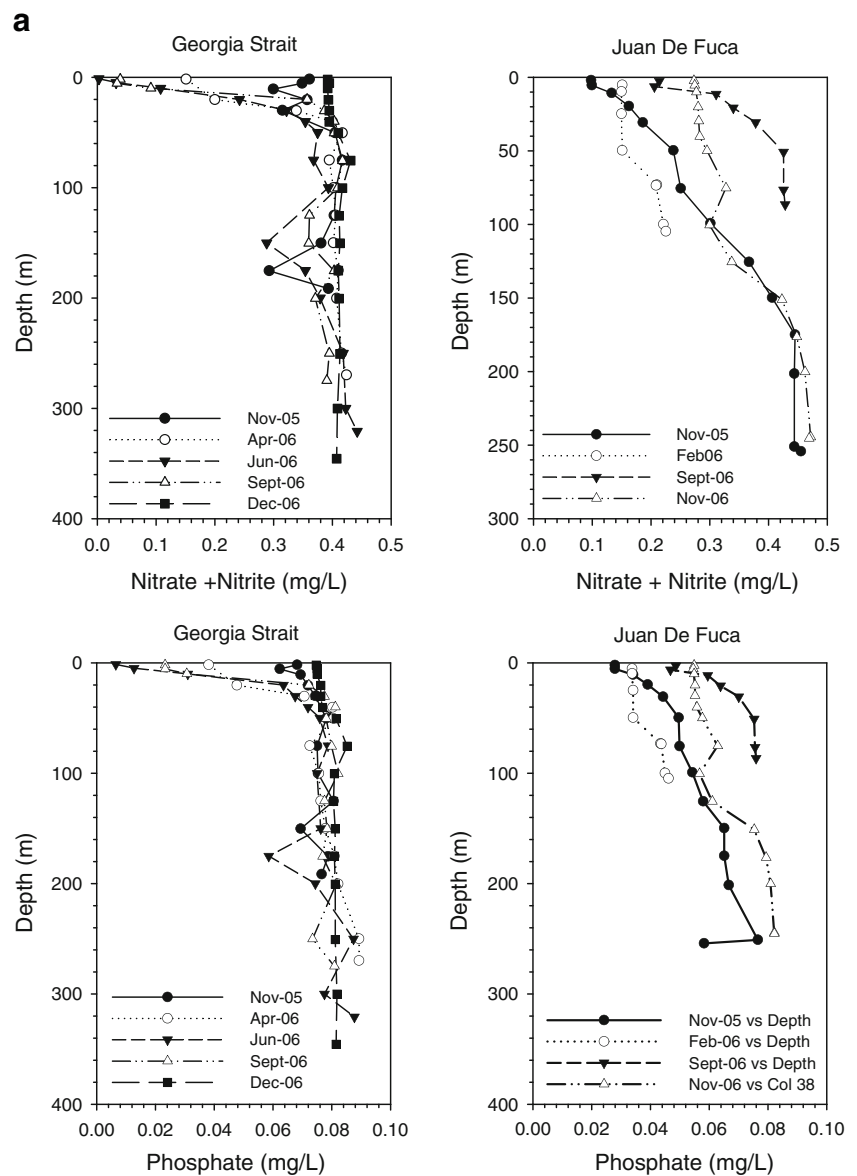 a
Georgia Strait
Juan De Fuca
0
100
200
300
400
Depth (m)
0.0 0.1 0.2 0.3 0.4 0.5
Nitrate +Nitrite (mg/L)
Nov-05
Apr-06
Jun-06
Sept-06
Dec-06
0
50
100
150
200
250
300
Depth (m)
0.0 0.1 0.2 0.3 0.4 0.5
Nitrate + Nitrite (mg/L)
Nov-05
Feb06
Sept-06
Nov-06
Georgia Strait
Juan De Fuca
0
100
200
300
400
Depth (m)
0.00 0.02 0.04 0.06 0.08 0.10
Phosphate (mg/L)
Nov-05
Apr-06
Jun-06
Sept-06
Dec-06
0
100
200
300
400
Depth (m)
0.00 0.02 0.04 0.06 0.08 0.10
Phosphate (mg/L)
Nov-05 vs Depth
Feb-06 vs Depth
Sept-06 vs Depth
Nov-06 vs Col 38